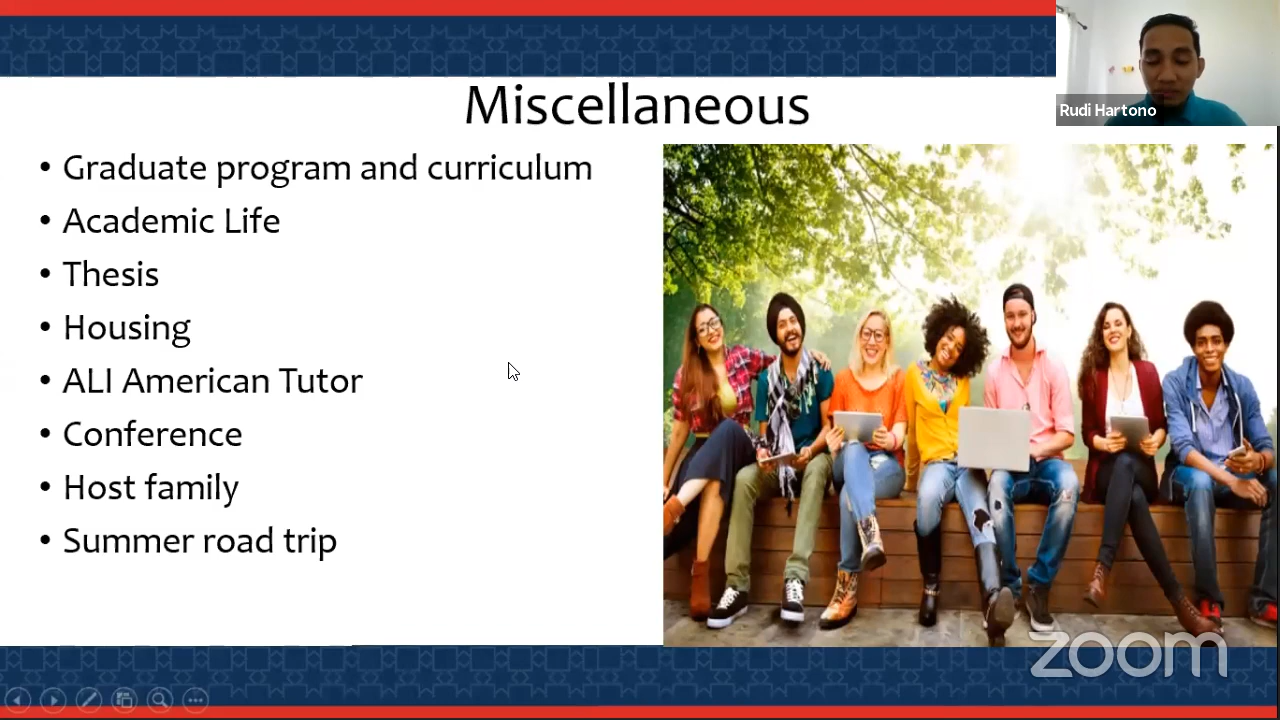 Miscellaneous
Rudi Hartono
• Graduate program and curriculum
• Academic Life
• Thesis
• Housing
• ALI American Tutor
• Conference
• Host family
• Summer road trip
zoom